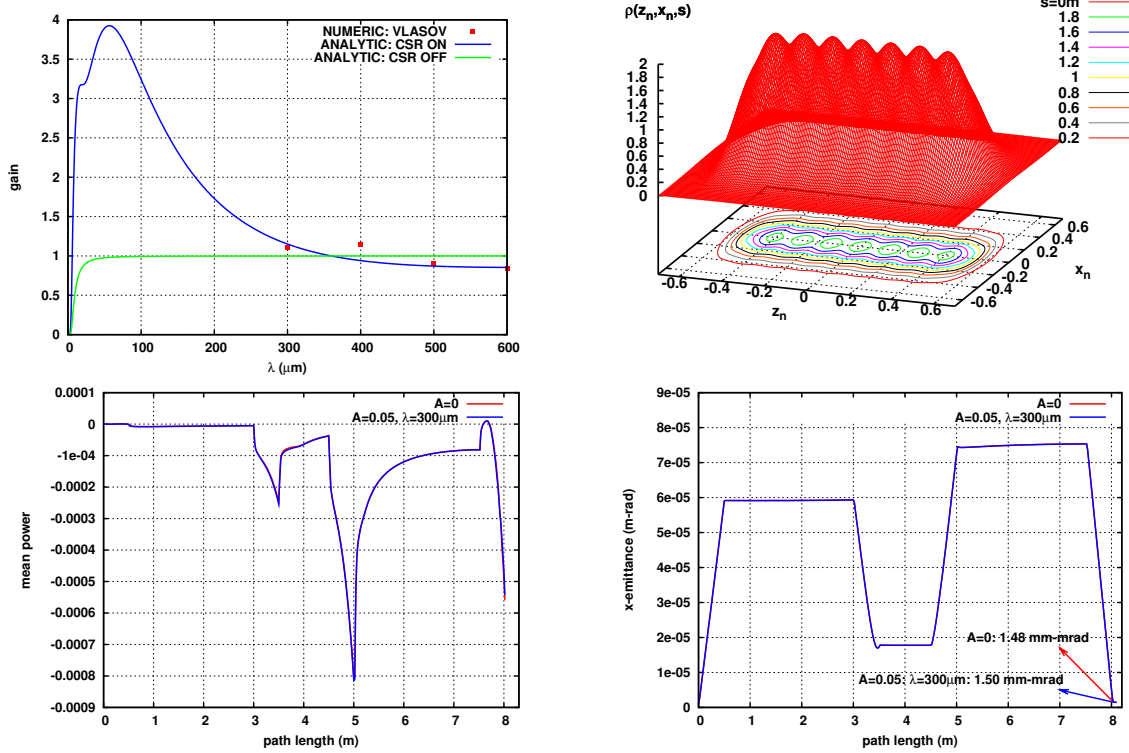 4
3.5
3
2.5
2
1.5
1
0.5
0
gain
0 100 200 300 400 500 600
λ (μm)
NUMERIC: VLASOV
ANALYTIC: CSR ON
ANALYTIC: CSR OFF
ρ(z_n,x_n,s)
s=0m
1.8
1.6
1.4
1.2
1
0.8
0.6
0.4
0.2
2
1.8
1.6
1.4
1.2
1
0.8
0.6
0.4
0.2
0
-0.6 -0.4 -0.2 0 0.2 0.4 0.6
z_n
0.6
0.4
0.2
0
-0.2
-0.4
-0.6
x_n
0.0001
0
-1e-04
-0.0002
-0.0003
-0.0004
-0.0005
-0.0006
-0.0007
-0.0008
-0.0009
mean power
0 1 2 3 4 5 6 7 8
path length (m)
A=0
A=0.05, λ=300μm
9e-05
8e-05
7e-05
6e-05
5e-05
4e-05
3e-05
2e-05
1e-05
0
x-emittance (m-rad)
0 1 2 3 4 5 6 7 8
path length (m)
A=0
A=0.05, λ=300μm
A=0: 1.48 mm-mrad
A=0.05: λ=300μm: 1.50 mm-mrad